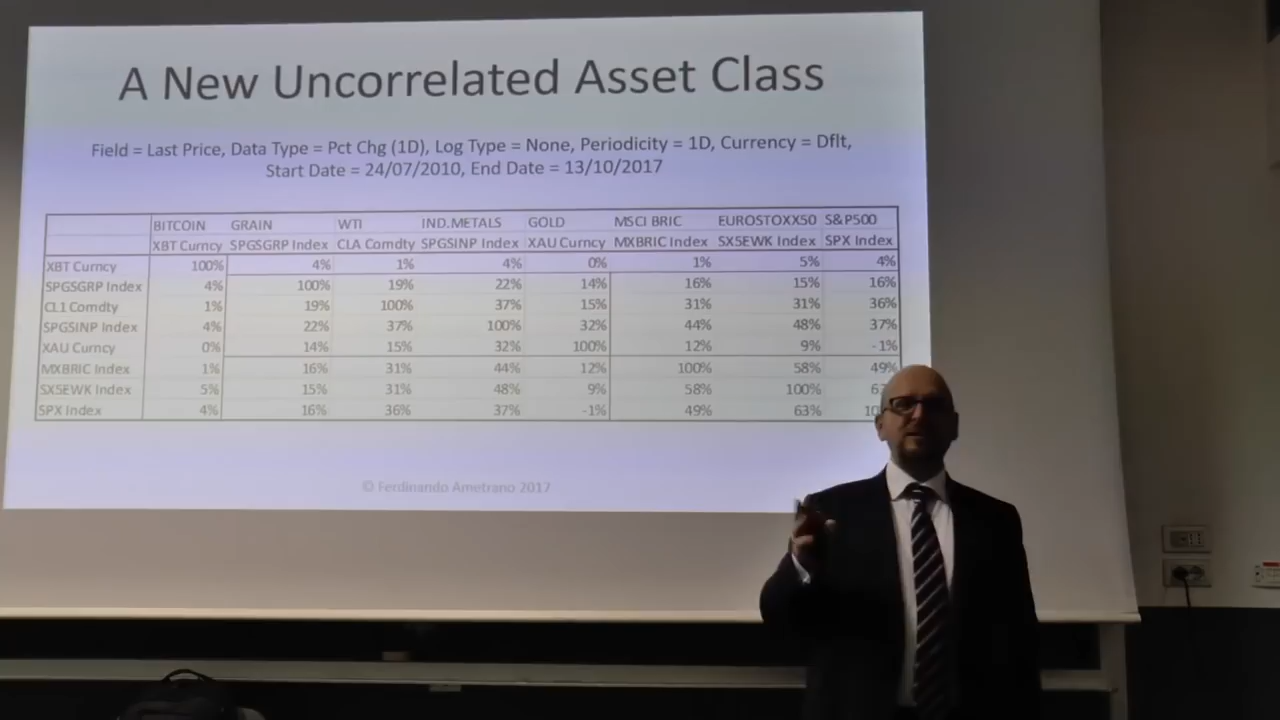 A New Uncorrelated Asset Class
Field = Last Price, Data Type = Pct Chg (1D), Log Type = None, Periodicity = 1D, Currency = Dflt,
Start Date = 24/07/2010, End Date = 13/10/2017
BITCOIN GRAIN WTI IND.METALS GOLD MSCI BRIC EUROSTOXX50 S&P500
XBT Curncy SPGSGRP Index CLA Comdty SPGSINP Index XAU Curncy MXBRIC Index SX5EWK Index SPX Index
XBT Curncy 100% 4% 1% 4% 0% 1% 5% 4%
SPGSGRP Index 4% 100% 19% 22% 14% 16% 15% 16%
CL1 Comdty 1% 19% 100% 37% 15% 31% 31% 36%
SPGSINP Index 4% 22% 37% 100% 32% 44% 48% 37%
XAU Curncy 0% 14% 15% 32% 100% 12% 9% -1%
MXBRIC Index 1% 16% 31% 44% 12% 100% 58% 49%
SX5EWK Index 5% 15% 31% 48% 9% 58% 100%
SPX Index 4% 16% 36% 37% -1% 49% 63%
© Ferdinando Ametrano 2017